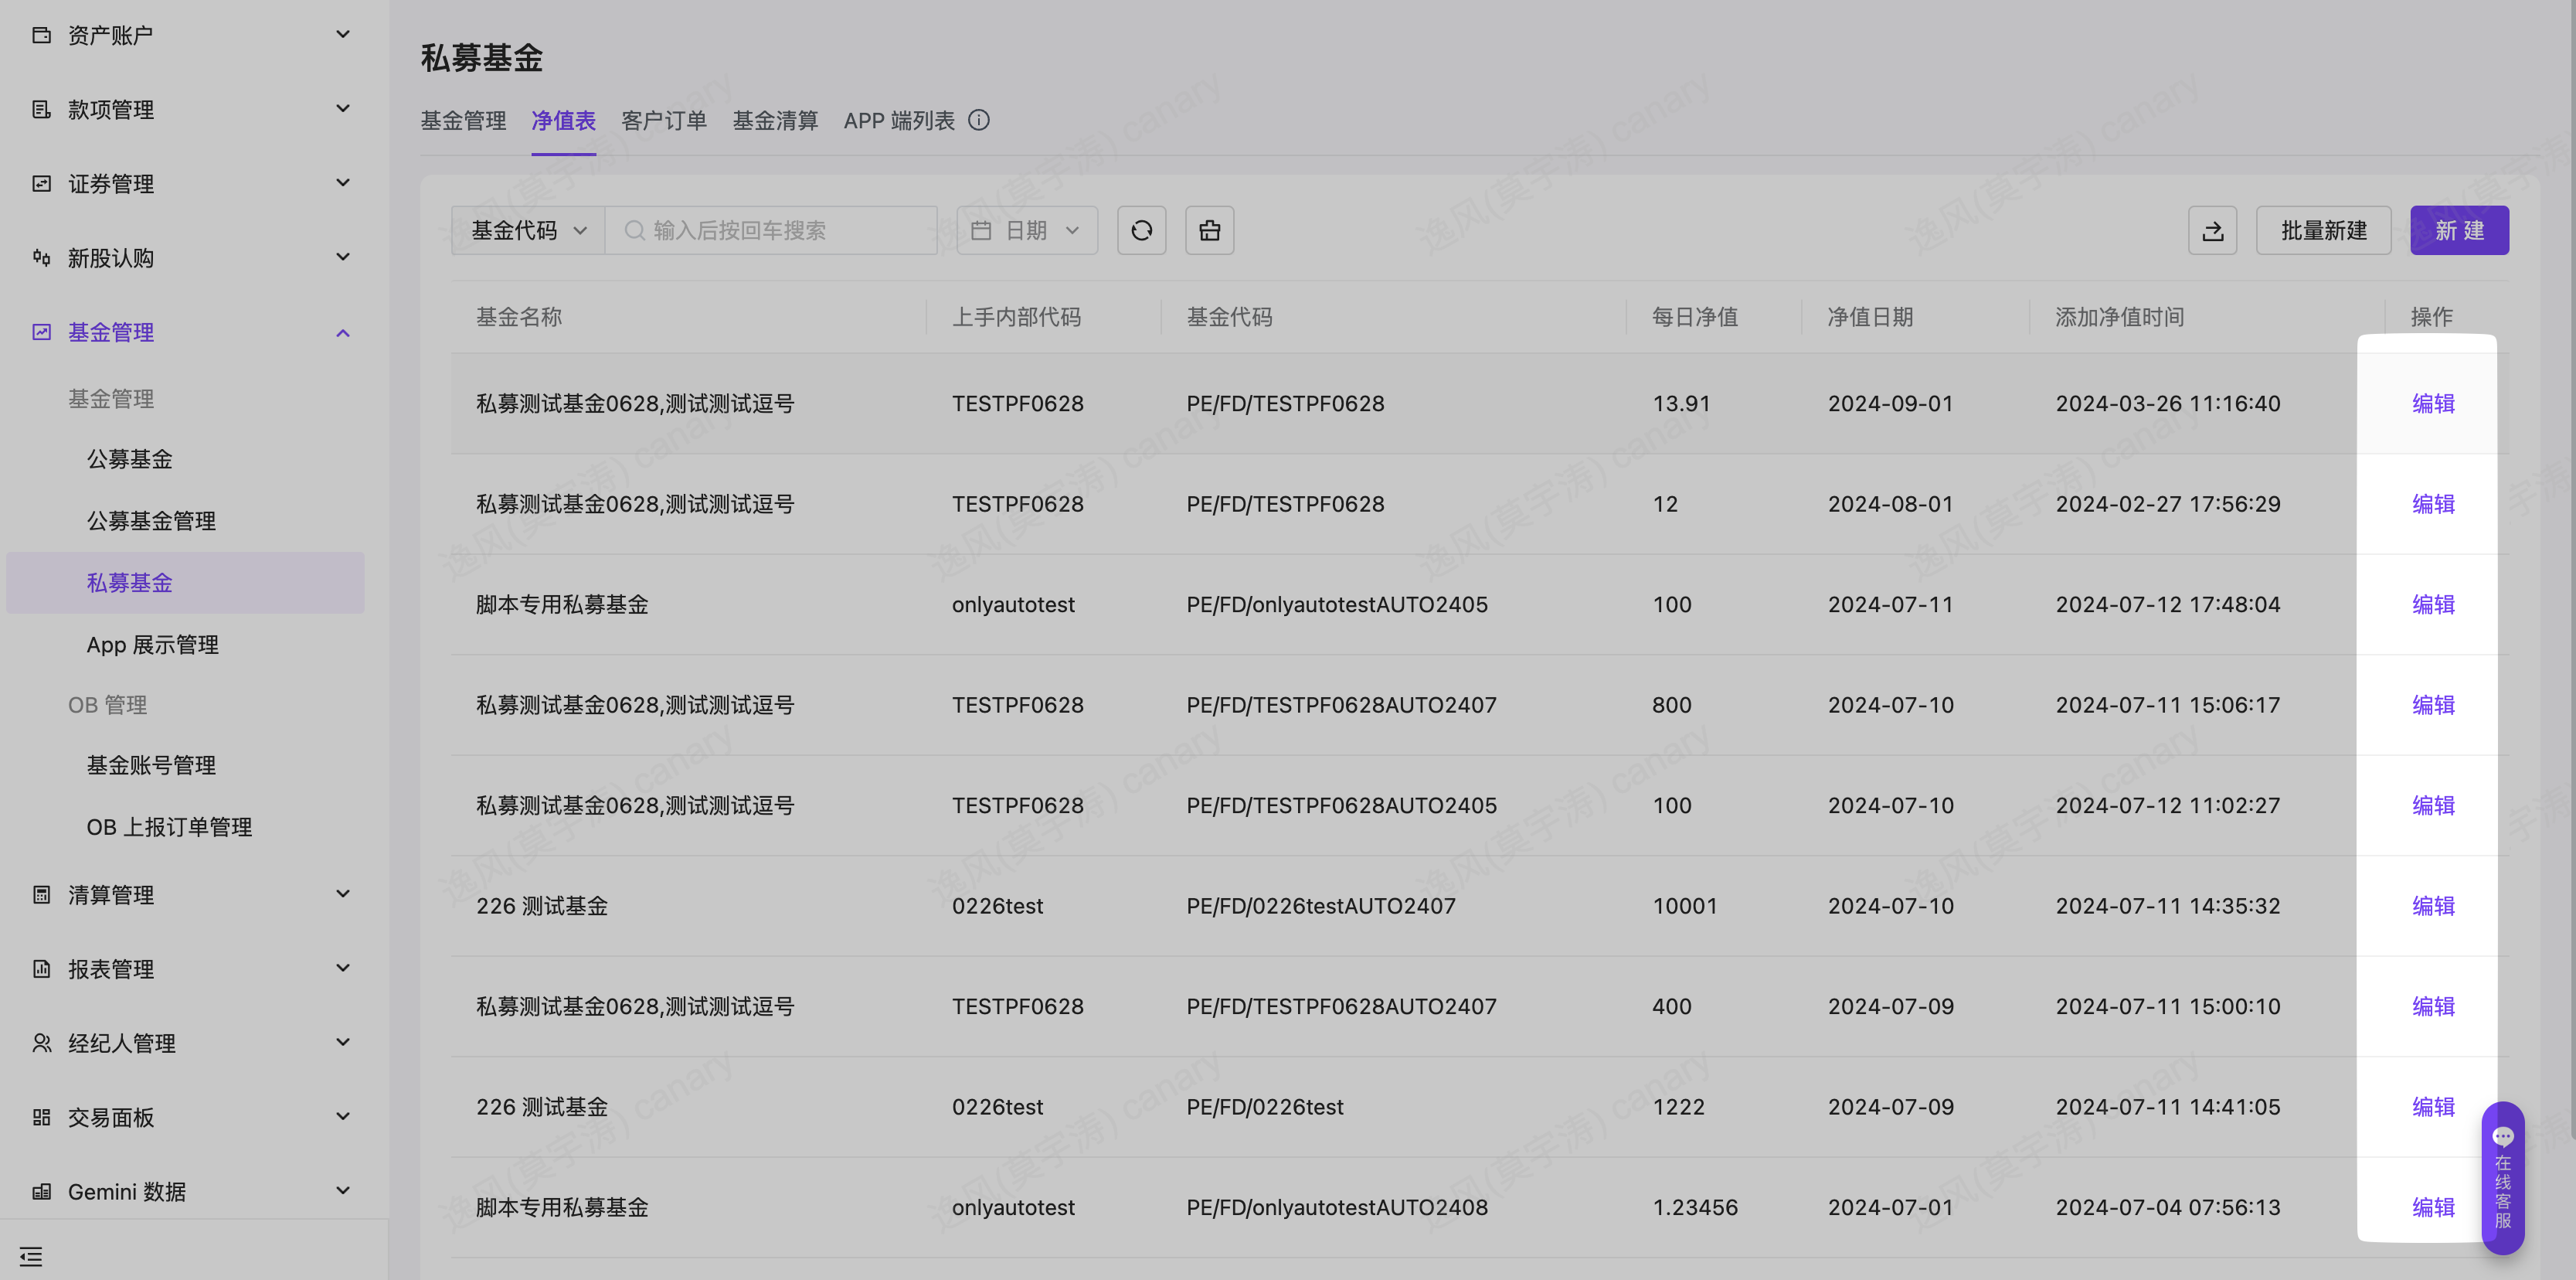 资产账户
款项管理
证券管理
新股认购
基金管理
基金管理
公募基金
公募基金管理
私募基金
App 展示管理
OB 管理
基金账号管理
OB 上报订单管理
清算管理
报表管理
经纪人管理
交易面板
Gemini 数据
私募基金
基金管理 净值表 客户订单 基金清算 APP 端列表
基金代码 输入后按回车搜索 日期 批量新建 新 建
基金名称 上手内部代码 基金代码 每日净值 净值日期 添加净值时间 操作
私募测试基金0628,测试测试逗号 TESTPF0628 PE/FD/TESTPF0628 13.91 2024-09-01 2024-03-26 11:16:40 编辑
私募测试基金0628,测试测试逗号 TESTPF0628 PE/FD/TESTPF0628 12 2024-08-01 2024-02-27 17:56:29 编辑
脚本专用私募基金 onlyautotest PE/FD/onlyautotestAUTO2405 100 2024-07-11 2024-07-12 17:48:04 编辑
私募测试基金0628,测试测试逗号 TESTPF0628 PE/FD/TESTPF0628AUTO2407 800 2024-07-10 2024-07-11 15:06:17 编辑
私募测试基金0628,测试测试逗号 TESTPF0628 PE/FD/TESTPF0628AUTO2405 100 2024-07-10 2024-07-12 11:02:27 编辑
226 测试基金 0226test PE/FD/0226testAUTO2407 10001 2024-07-10 2024-07-11 14:35:32 编辑
私募测试基金0628,测试测试逗号 TESTPF0628 PE/FD/TESTPF0628AUTO2407 400 2024-07-09 2024-07-11 15:00:10 编辑
226 测试基金 0226test PE/FD/0226test 1222 2024-07-09 2024-07-11 14:41:05 编辑
脚本专用私募基金 onlyautotest PE/FD/onlyautotestAUTO2408 1.23456 2024-07-01 2024-07-04 07:56:13 编辑
在线客服
逸风(莫宇涛) canary